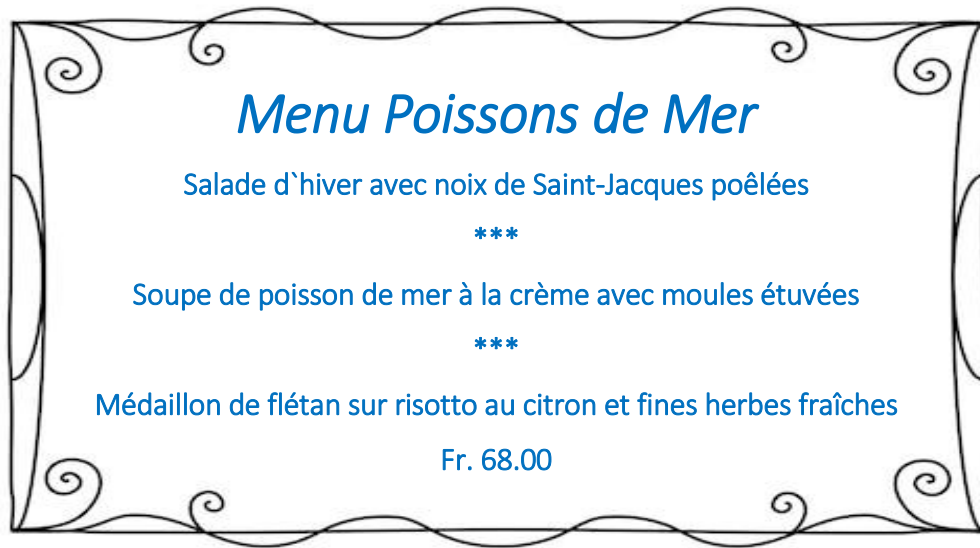 Menu Poissons de Mer
Salade d`hiver avec noix de Saint-Jacques poêlées
***
Soupe de poisson de mer à la crème avec moules étuvées
***
Médaillon de flétan sur risotto au citron et fines herbes fraîches
Fr. 68.00